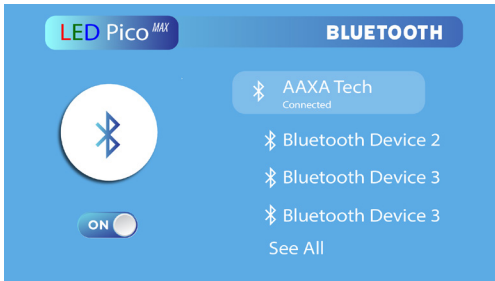 LED Pico MAX
BLUETOOTH
AAXA Tech
Connected
Bluetooth Device 2
Bluetooth Device 3
Bluetooth Device 3
See All
ON